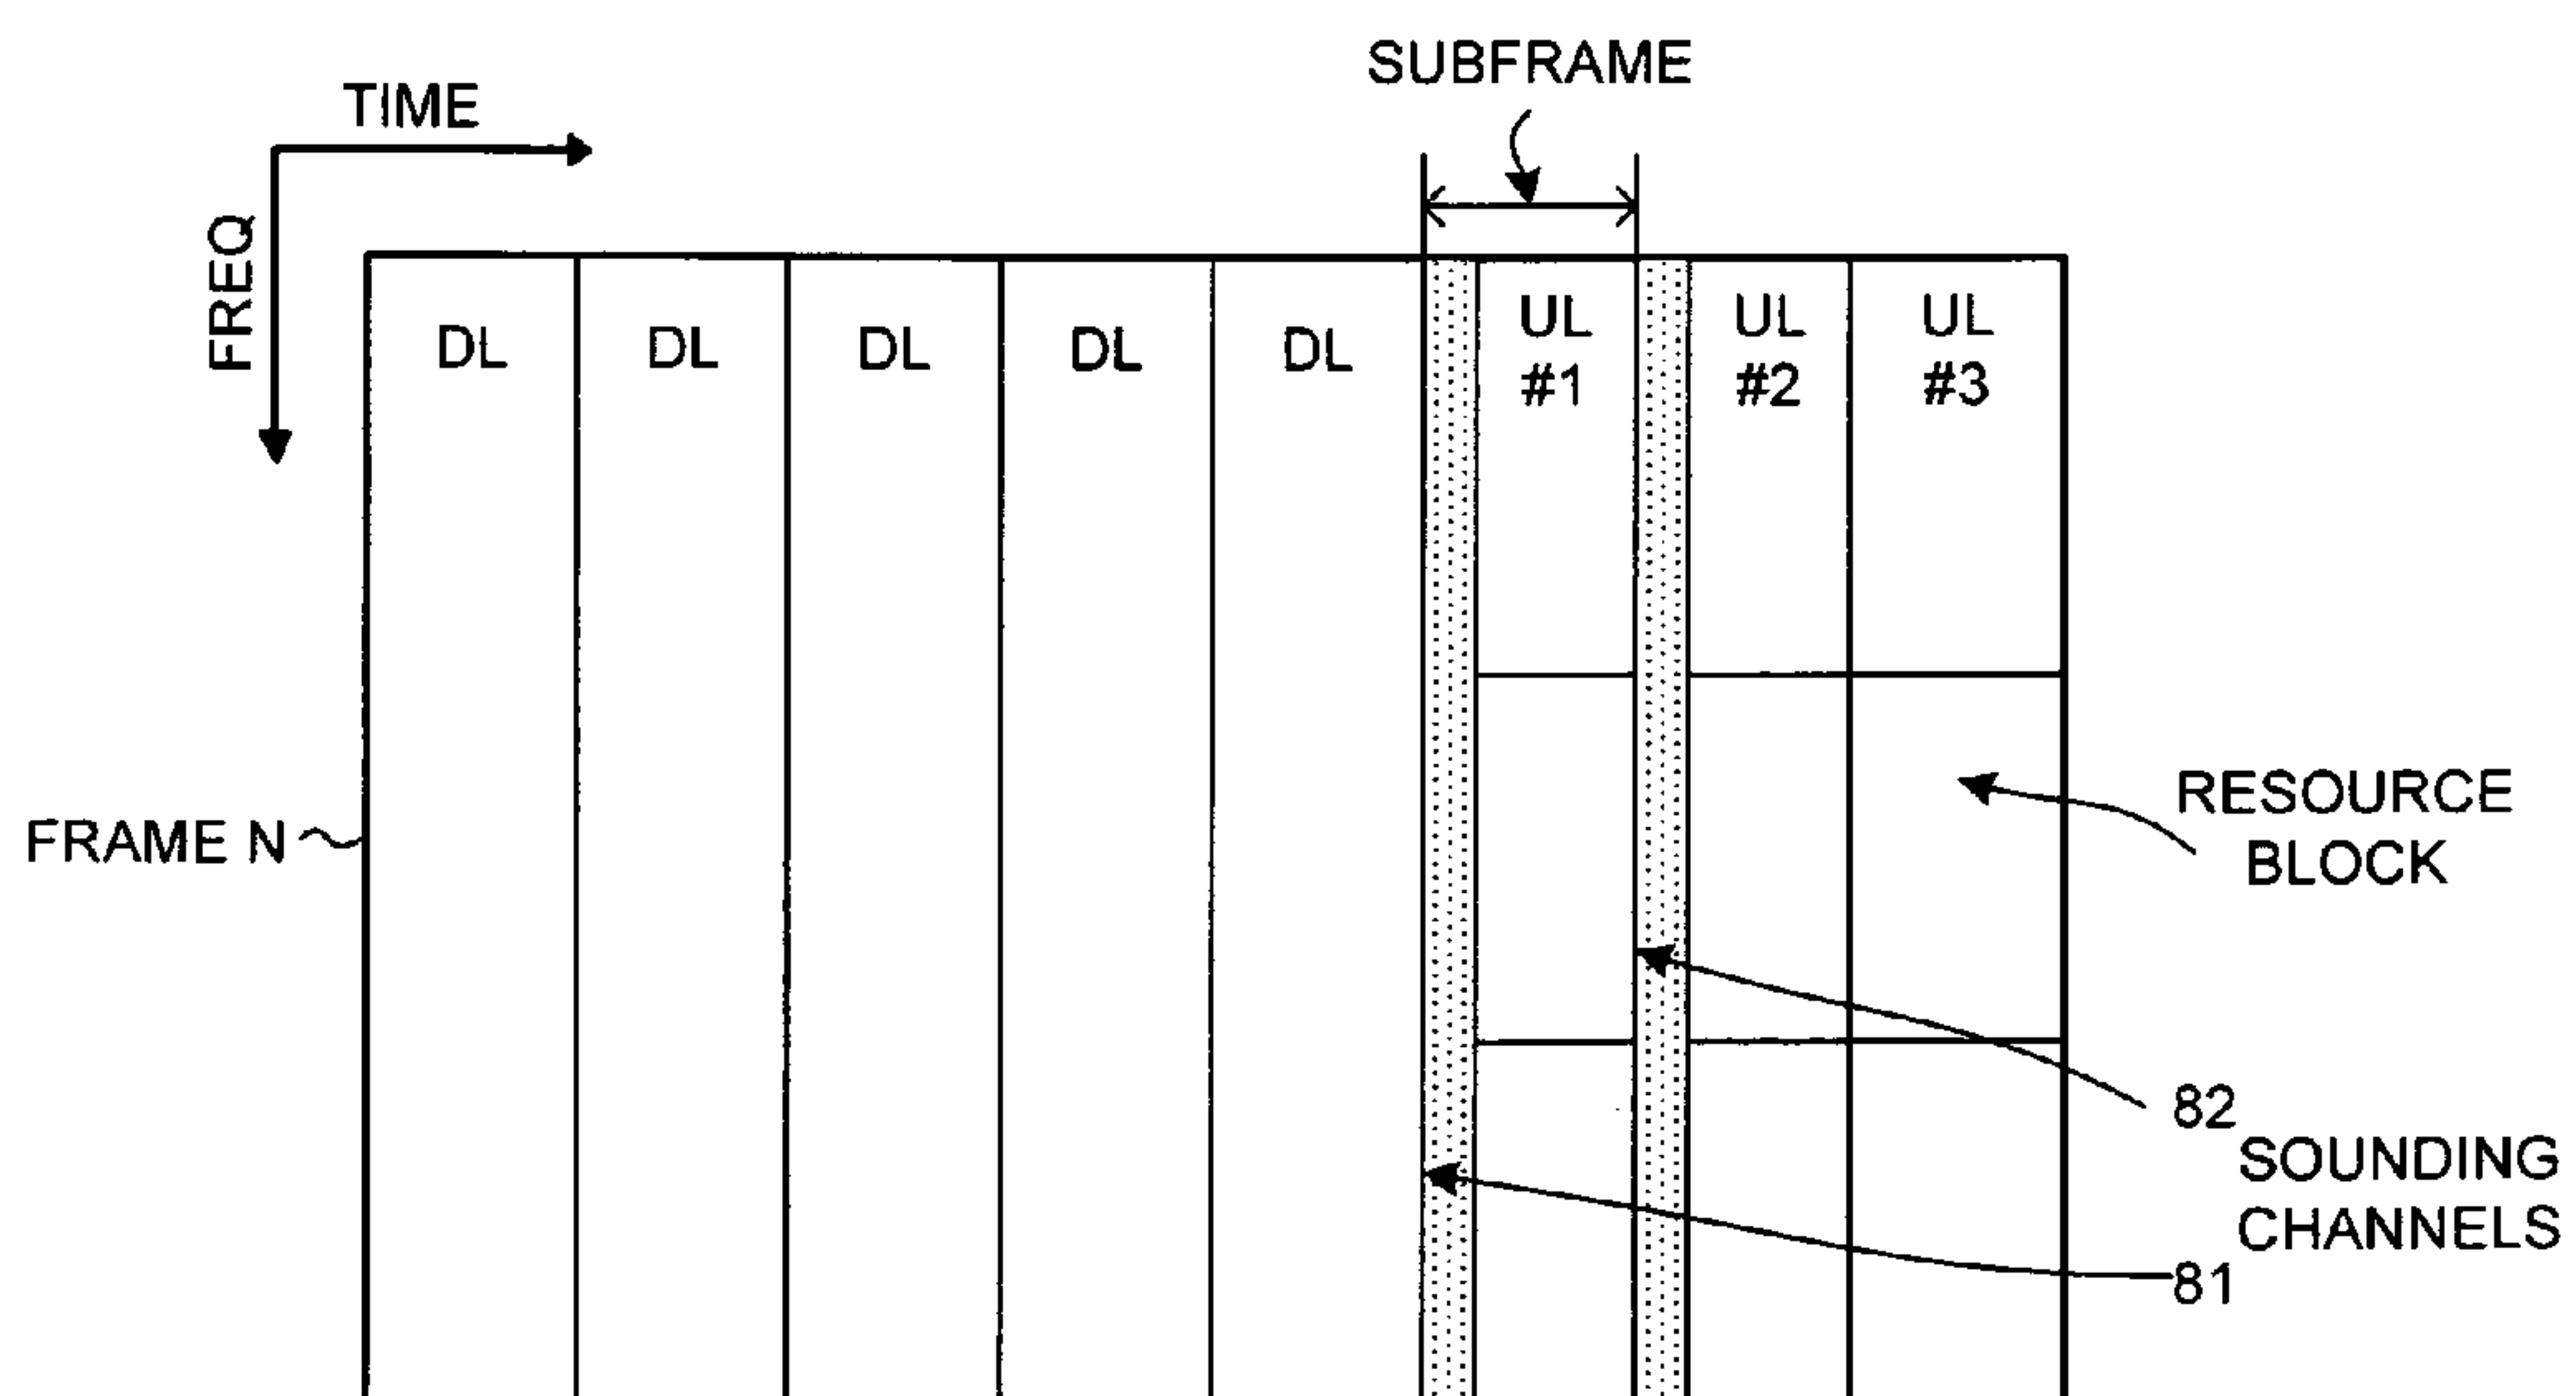 SUBFRAME
TIME
FREQ
DL DL DL DL DL
UL UL UL
#1 #2 #3
RESOURCE
BLOCK
FRAME N
82
SOUNDING
CHANNELS
81